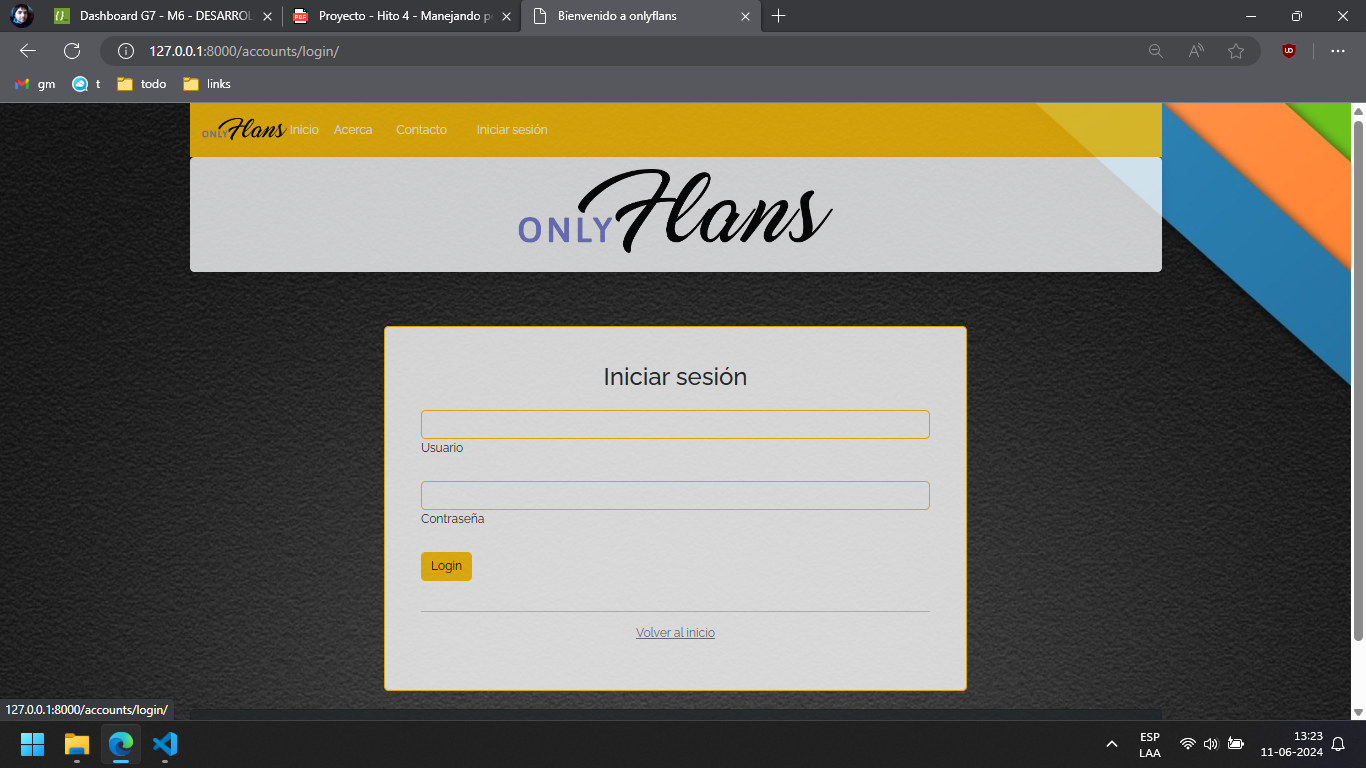 Dashboard G7 - M6 - DESARROL
Proyecto - Hito 4 - Manejando pe
Bienvenido a onlyflans
127.0.0.1:8000/accounts/login/
gm
t
todo
links
ONLY Flans Inicio Acerca Contacto Iniciar sesión
ONLY Flans
Iniciar sesión
Usuario
Contraseña
Login
Volver al inicio
127.0.0.1:8000/accounts/login/
ESP
LAA
13:23
11-06-2024